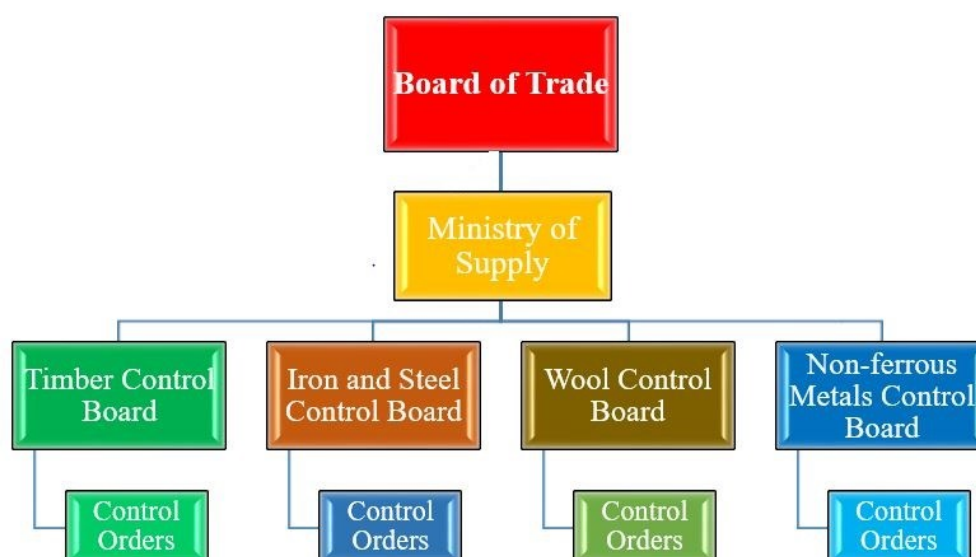 Board of Trade
Ministry of
Supply
Timber Control
Board
Iron and Steel
Control Board
Wool Control
Board
Non-ferrous
Metals Control
Board
Control
Orders
Control
Orders
Control
Orders
Control
Orders